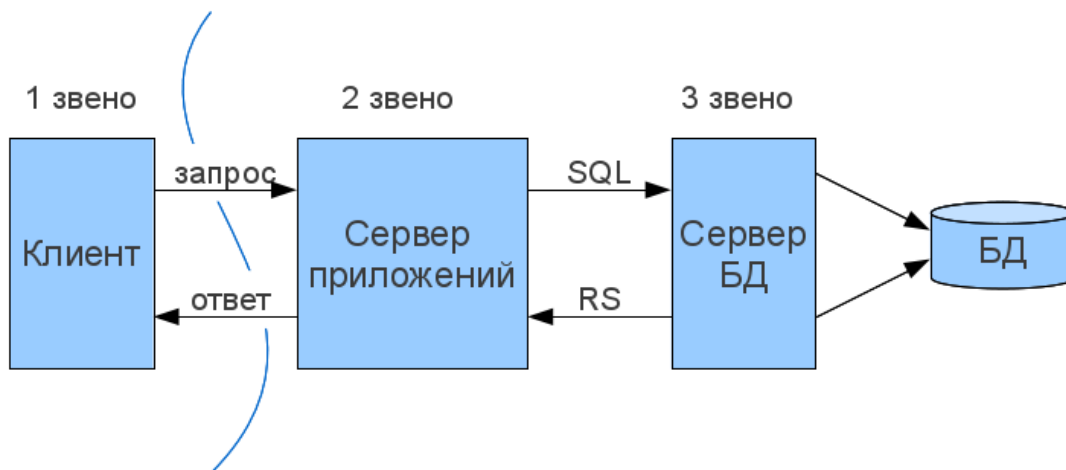 1 звено
2 звено
3 звено
запрос
SQL
Клиент
Сервер
приложений
Сервер
БД
БД
ответ
RS